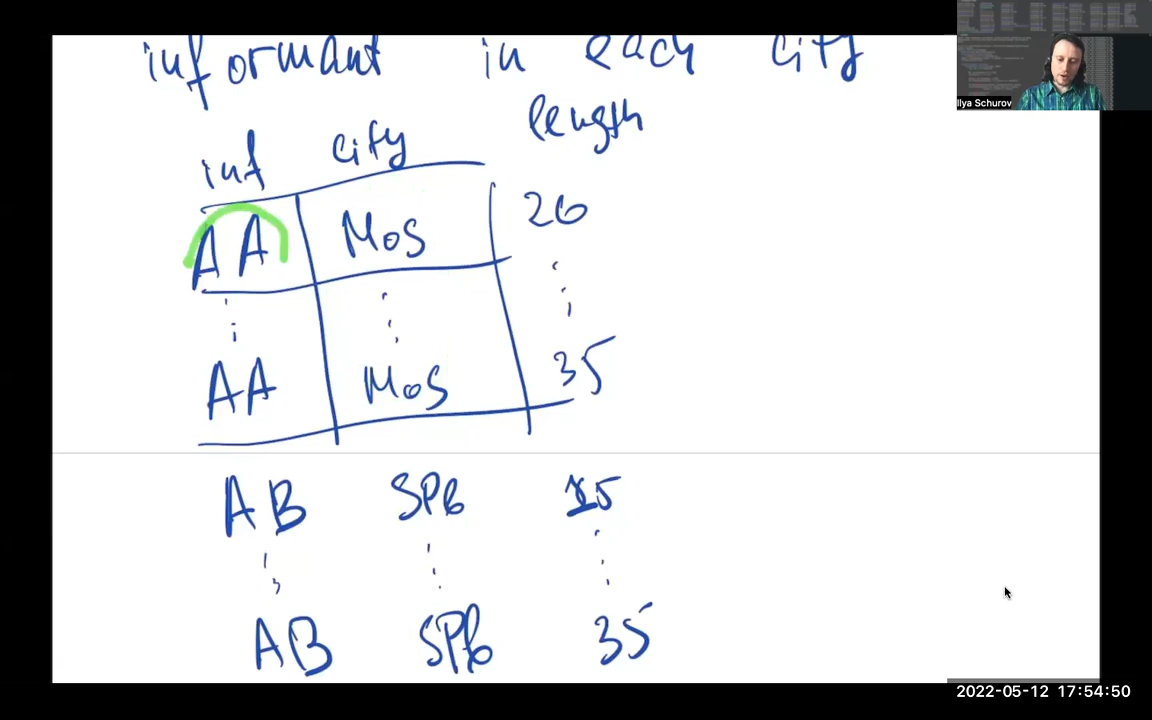 informant in each city
inf city length
AA Mos 20
AA Mos 35
AB SPb 15
AB SPb 35
Ilya Schurov
2022-05-12 17:54:50